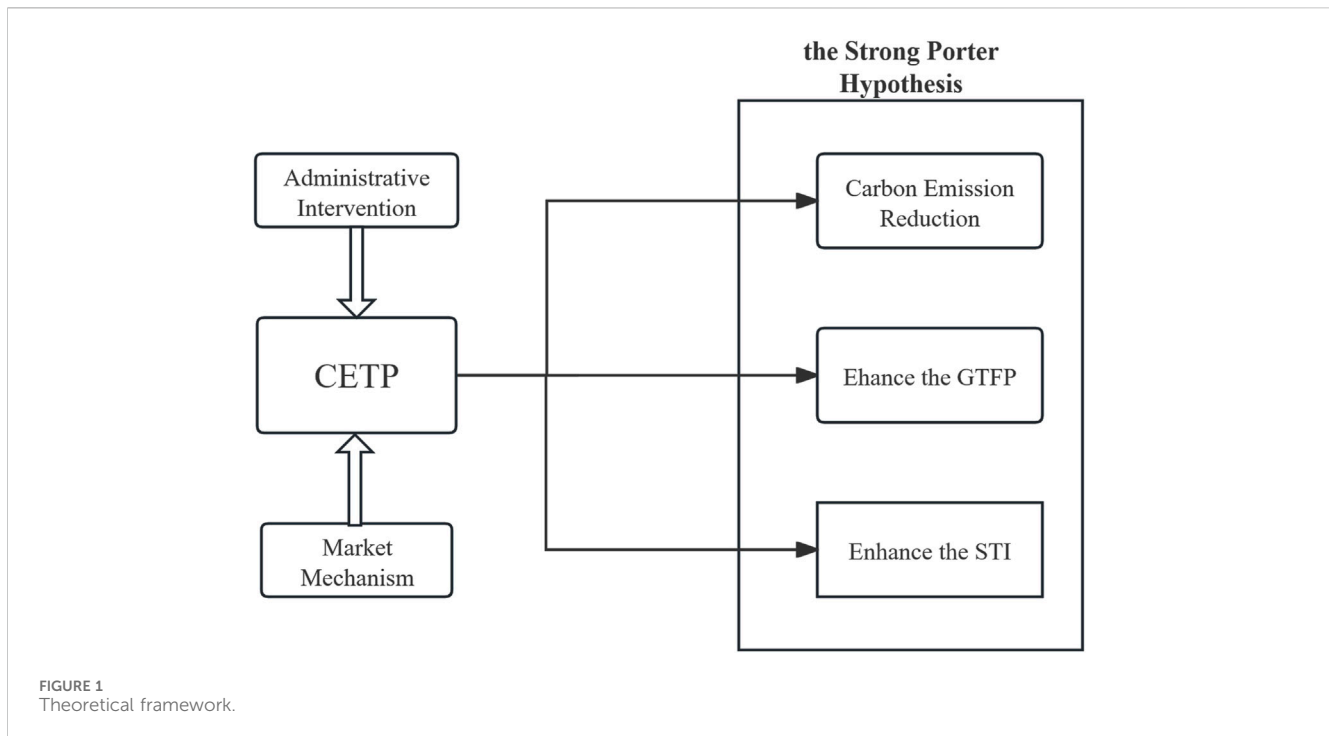 the Strong Porter
Hypothesis
Administrative
Intervention
CETP
Market
Mechanism
Carbon Emission
Reduction
Ehance the GTFP
Enhance the STI
FIGURE 1
Theoretical framework.